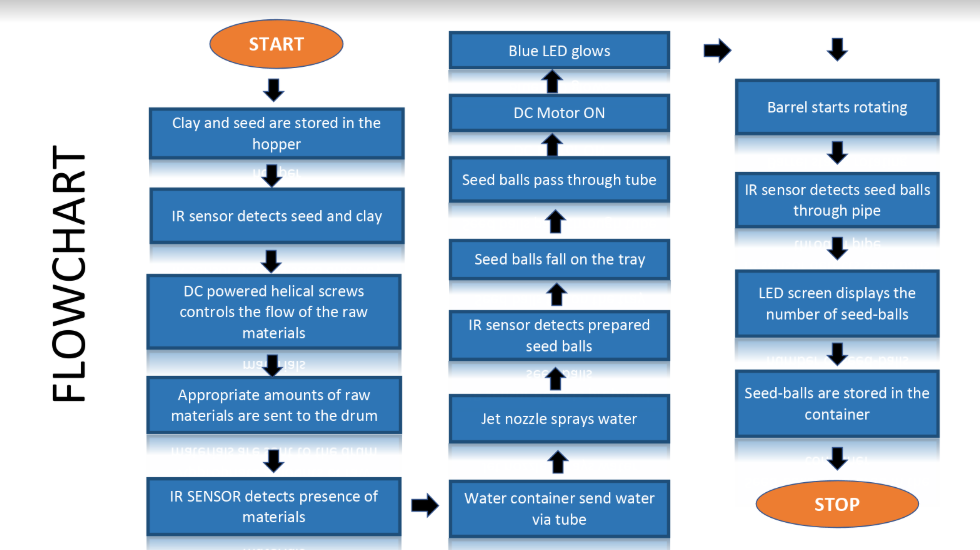 FLOWCHART
START
Clay and seed are stored in the
hopper
IR sensor detects seed and clay
DC powered helical screws
controls the flow of the raw
materials
Appropriate amounts of raw
materials are sent to the drum
IR SENSOR detects presence of
materials
Water container send water
via tube
Jet nozzle sprays water
IR sensor detects prepared
seed balls
Seed balls fall on the tray
Seed balls pass through tube
DC Motor ON
Blue LED glows
Barrel starts rotating
IR sensor detects seed balls
through pipe
LED screen displays the
number of seed-balls
Seed-balls are stored in the
container
STOP